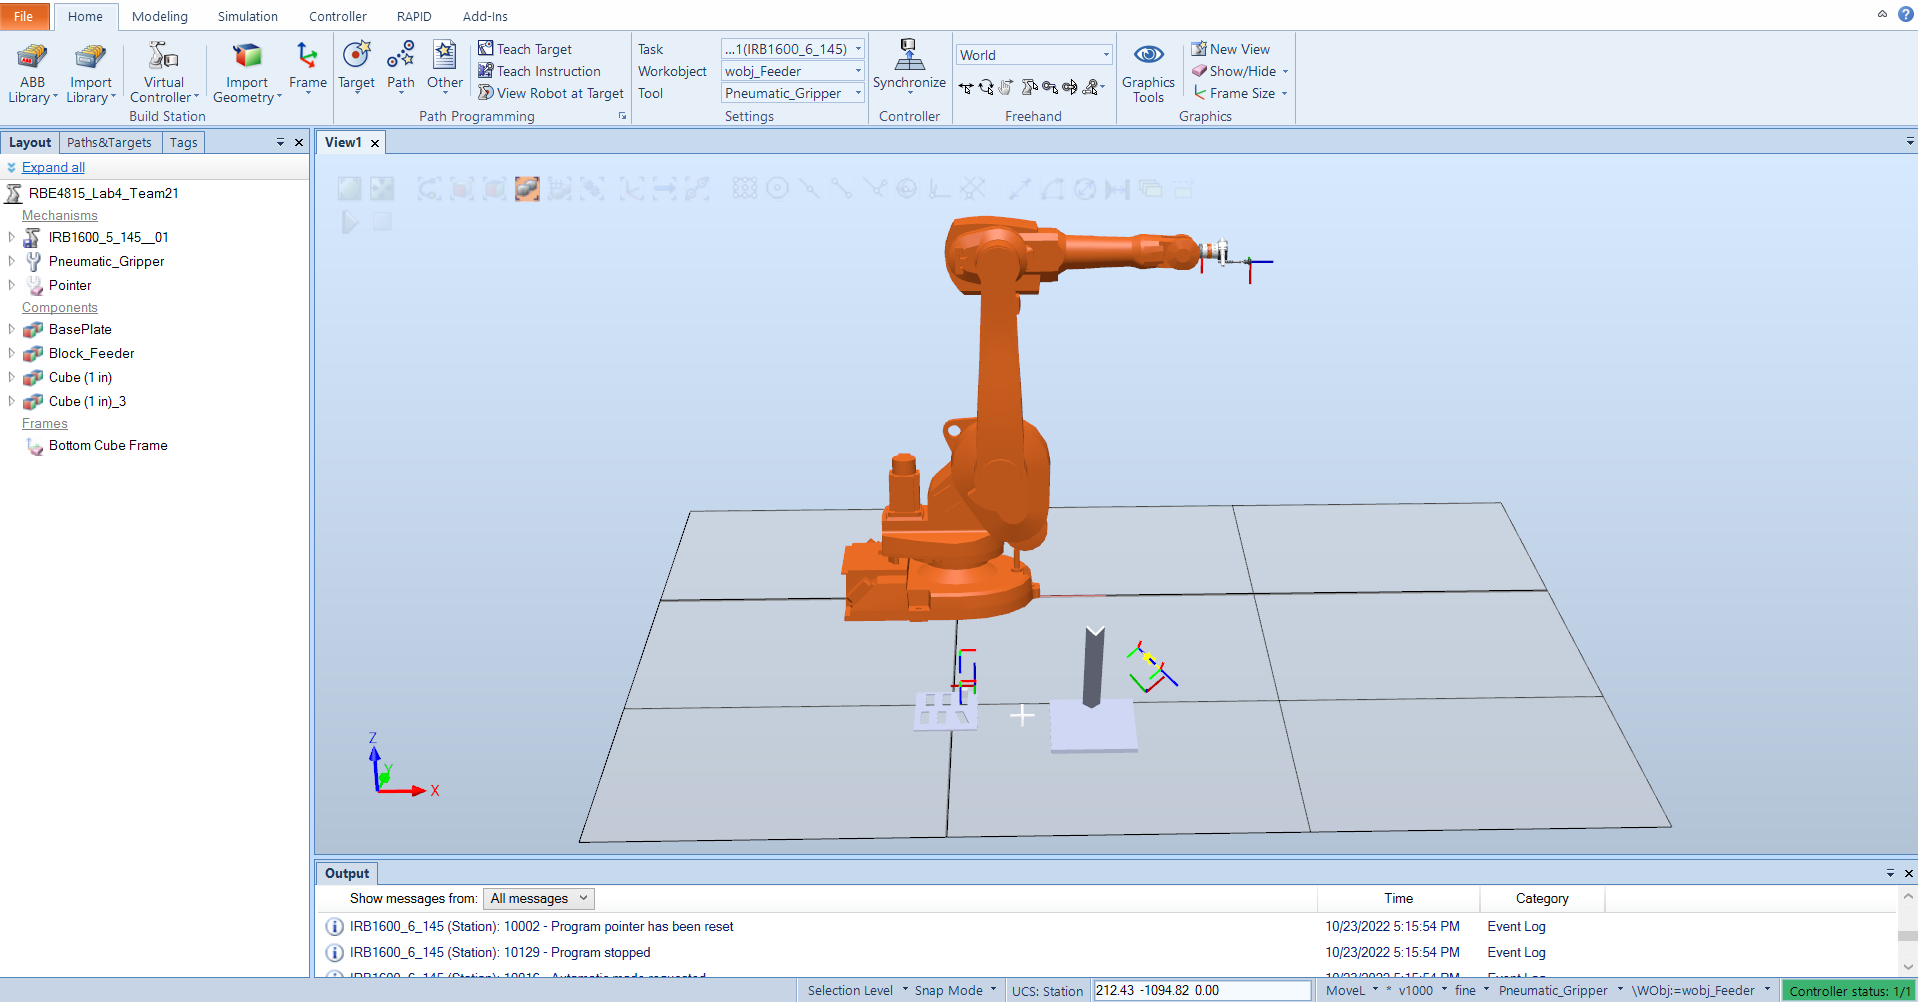 File Home Modeling Simulation Controller RAPID Add-Ins
ABB Library
Import Library
Virtual Controller
Import Geometry
Frame
Build Station
Target
Path
Other
Teach Target
Teach Instruction
View Robot at Target
Path Programming
Task ...1(IRB1600_6_145)
Workobject wobj_Feeder
Tool Pneumatic_Gripper
Settings
Synchronize
Controller
World
Freehand
Graphics Tools
New View
Show/Hide
Frame Size
Graphics
Layout Paths&Targets Tags
Expand all
RBE4815_Lab4_Team21
Mechanisms
IRB1600_5_145__01
Pneumatic_Gripper
Pointer
Components
BasePlate
Block_Feeder
Cube (1 in)
Cube (1 in)_3
Frames
Bottom Cube Frame
View1
Z
Y
X
Output
Show messages from: All messages Time Category
IRB1600_6_145 (Station): 10002 - Program pointer has been reset 10/23/2022 5:15:54 PM Event Log
IRB1600_6_145 (Station): 10129 - Program stopped 10/23/2022 5:15:54 PM Event Log
Selection Level Snap Mode UCS: Station 212.43 -1094.82 0.00 MoveL * v1000 fine Pneumatic_Gripper \WObj:=wobj_Feeder Controller status: 1/1